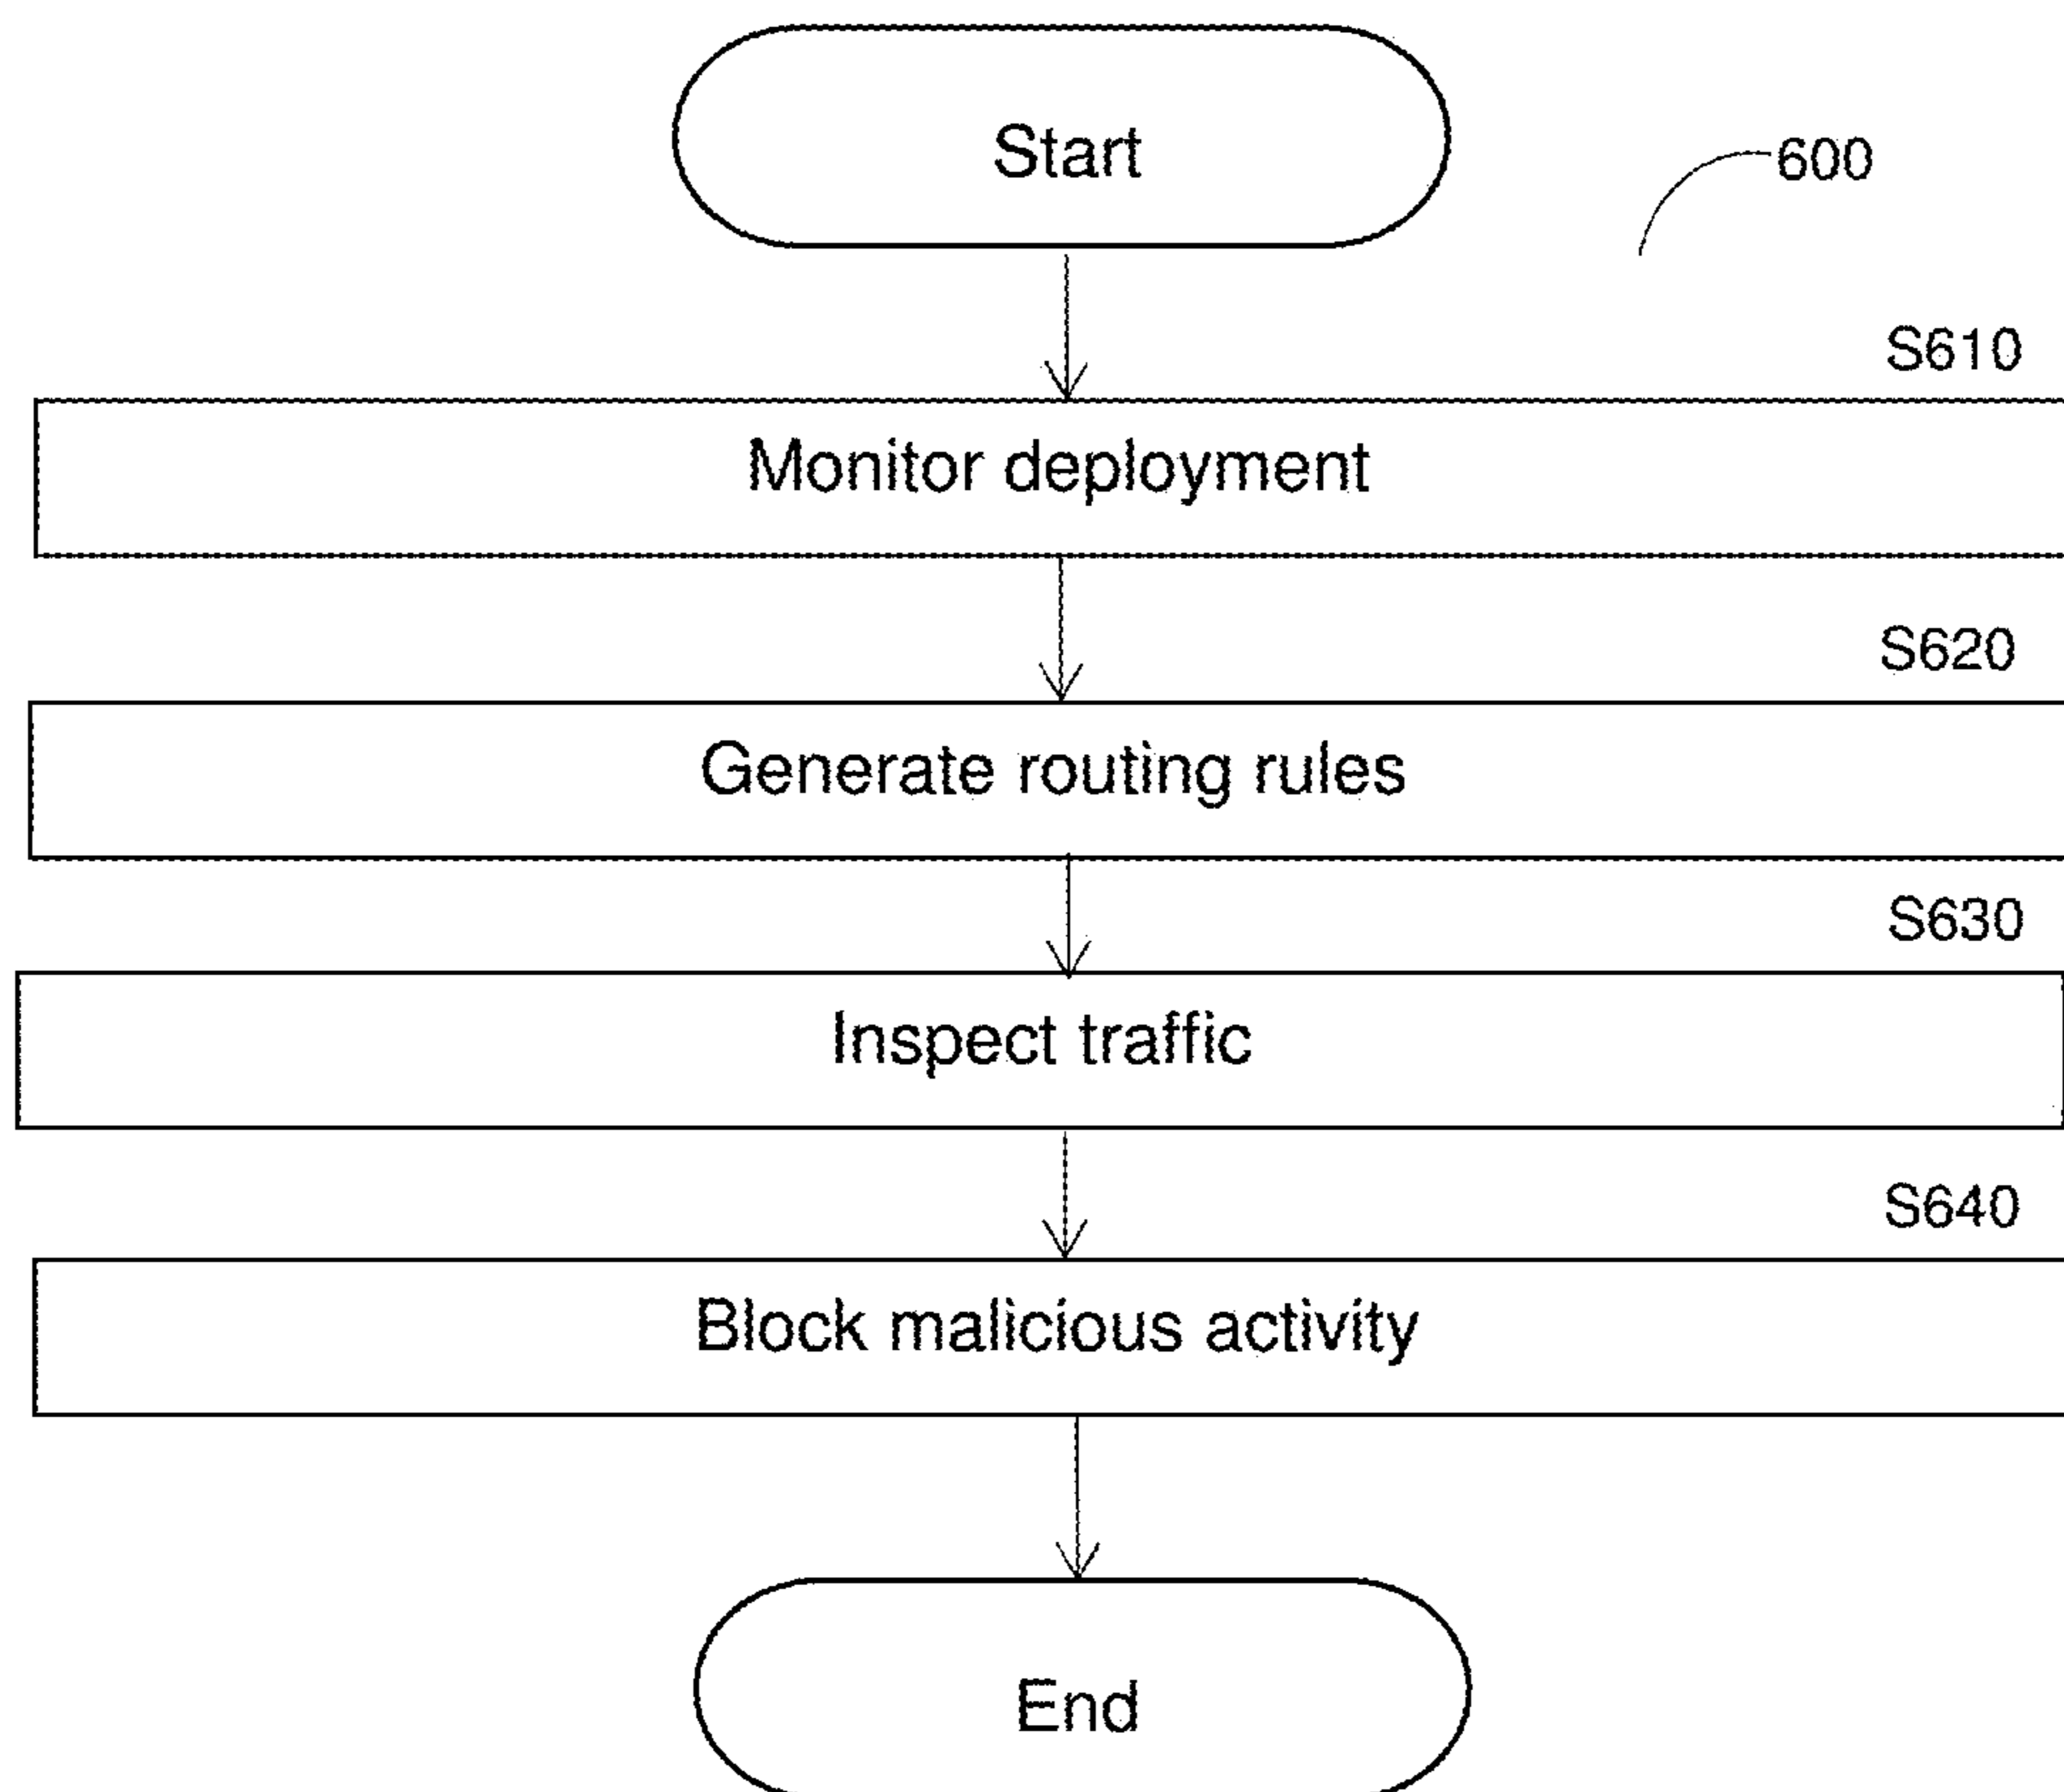 Start
600
S610
Monitor deployment
S620
Generate routing rules
S630
Inspect traffic
S640
Block malicious activity
End